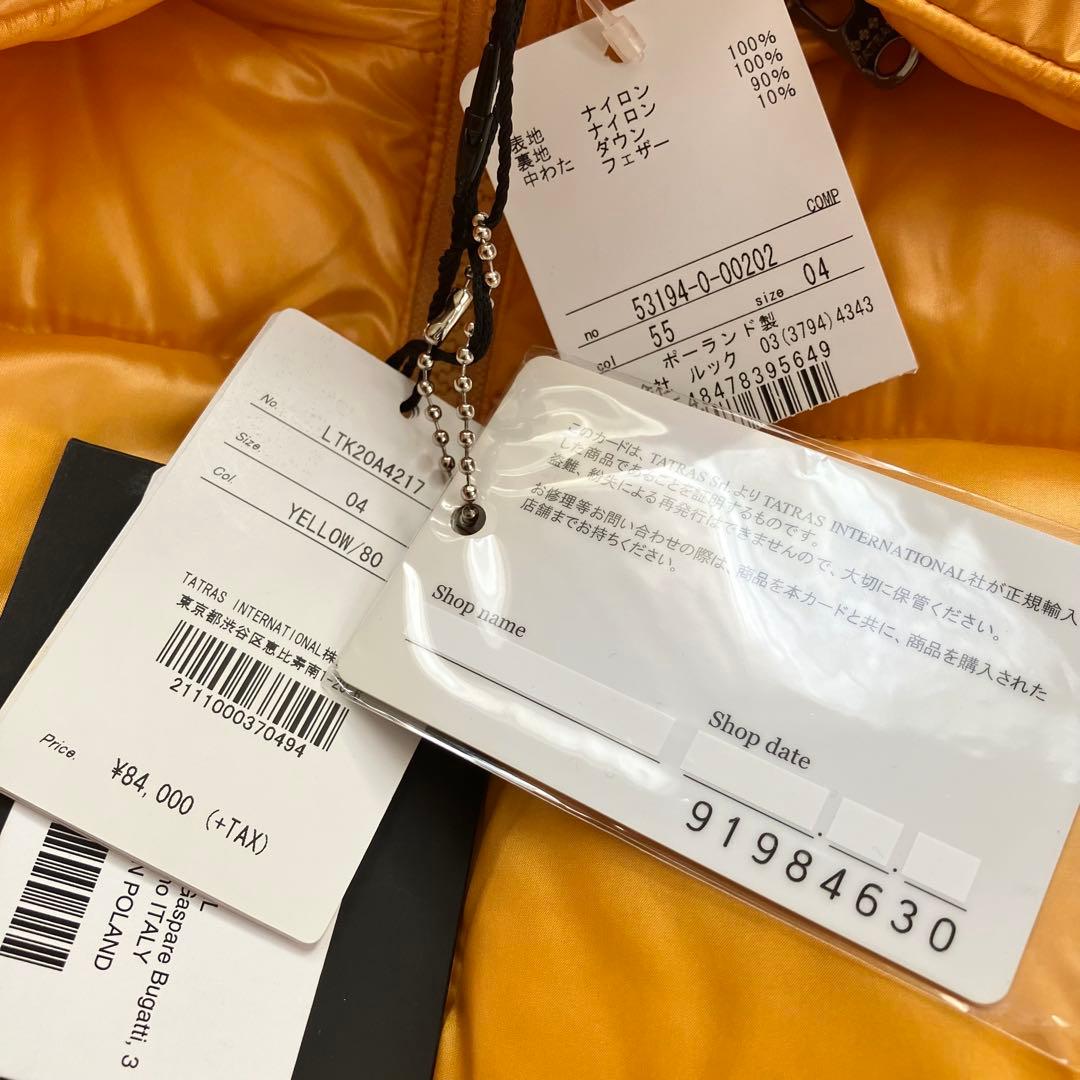 表地 ナイロン 100%
裏地 ナイロン 100%
中わた ダウン 90%
フェザー 10%
COMP
no 53194-0-00202
col 55 size 04
ポーランド製
ルック 03(3794)4343
48478395649
No. LTK20A4217
Size. 04
Col. YELLOW/80
TATRAS INTERNATIONAL株
東京都渋谷区恵比寿南1-
2111000370494
Price. ¥84,000 (+TAX)
Gaspare Bugatti, 3
ITALY
POLAND
このカードは、TATRAS Srl.よりTATRAS INTERNATIONAL社が正規輸入
した商品であることを証明するものです。
盗難、紛失による再発行はできませんので、大切に保管ください。
お修理等お問い合わせの際は、商品を本カードと共に、商品を購入された
店舗までお持ちください。
Shop name
Shop date
91984630